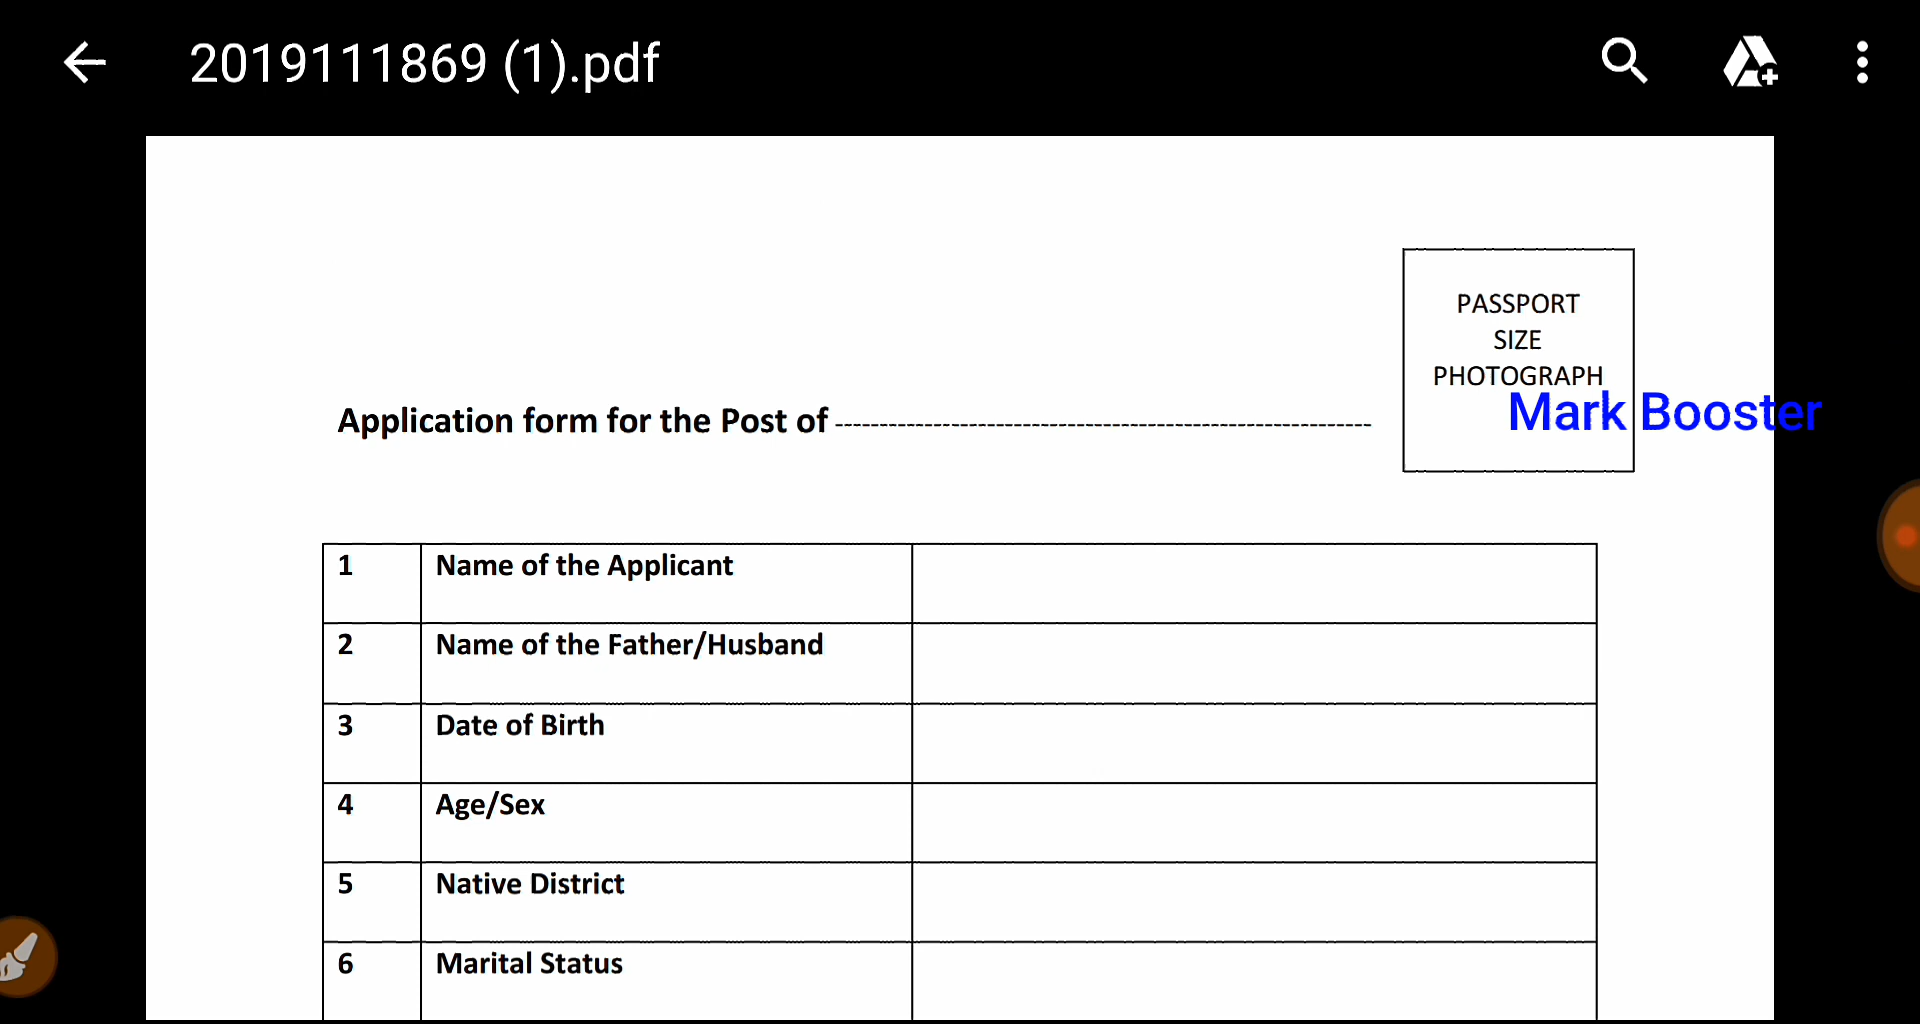 2019111869 (1).pdf
PASSPORT
SIZE
PHOTOGRAPH
Mark Booster
Application form for the Post of ------------------------------------------------------------
1 Name of the Applicant
2 Name of the Father/Husband
3 Date of Birth
4 Age/Sex
5 Native District
6 Marital Status